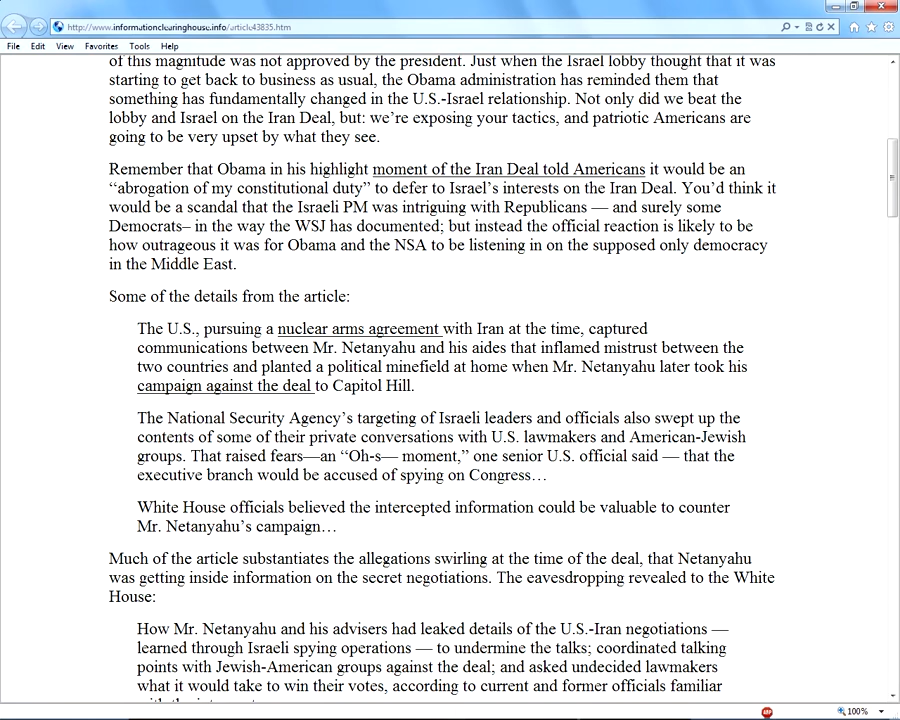 http://www.informationclearinghouse.info/article43835.htm
File Edit View Favorites Tools Help
of this magnitude was not approved by the president. Just when the Israel lobby thought that it was
starting to get back to business as usual, the Obama administration has reminded them that
something has fundamentally changed in the U.S.-Israel relationship. Not only did we beat the
lobby and Israel on the Iran Deal, but: we’re exposing your tactics, and patriotic Americans are
going to be very upset by what they see.
Remember that Obama in his highlight moment of the Iran Deal told Americans it would be an
“abrogation of my constitutional duty” to defer to Israel’s interests on the Iran Deal. You’d think it
would be a scandal that the Israeli PM was intriguing with Republicans — and surely some
Democrats– in the way the WSJ has documented; but instead the official reaction is likely to be
how outrageous it was for Obama and the NSA to be listening in on the supposed only democracy
in the Middle East.
Some of the details from the article:
The U.S., pursuing a nuclear arms agreement with Iran at the time, captured
communications between Mr. Netanyahu and his aides that inflamed mistrust between the
two countries and planted a political minefield at home when Mr. Netanyahu later took his
campaign against the deal to Capitol Hill.
The National Security Agency’s targeting of Israeli leaders and officials also swept up the
contents of some of their private conversations with U.S. lawmakers and American-Jewish
groups. That raised fears—an “Oh-s— moment,” one senior U.S. official said — that the
executive branch would be accused of spying on Congress…
White House officials believed the intercepted information could be valuable to counter
Mr. Netanyahu’s campaign…
Much of the article substantiates the allegations swirling at the time of the deal, that Netanyahu
was getting inside information on the secret negotiations. The eavesdropping revealed to the White
House:
How Mr. Netanyahu and his advisers had leaked details of the U.S.-Iran negotiations —
learned through Israeli spying operations — to undermine the talks; coordinated talking
points with Jewish-American groups against the deal; and asked undecided lawmakers
what it would take to win their votes, according to current and former officials familiar
ABP
100%